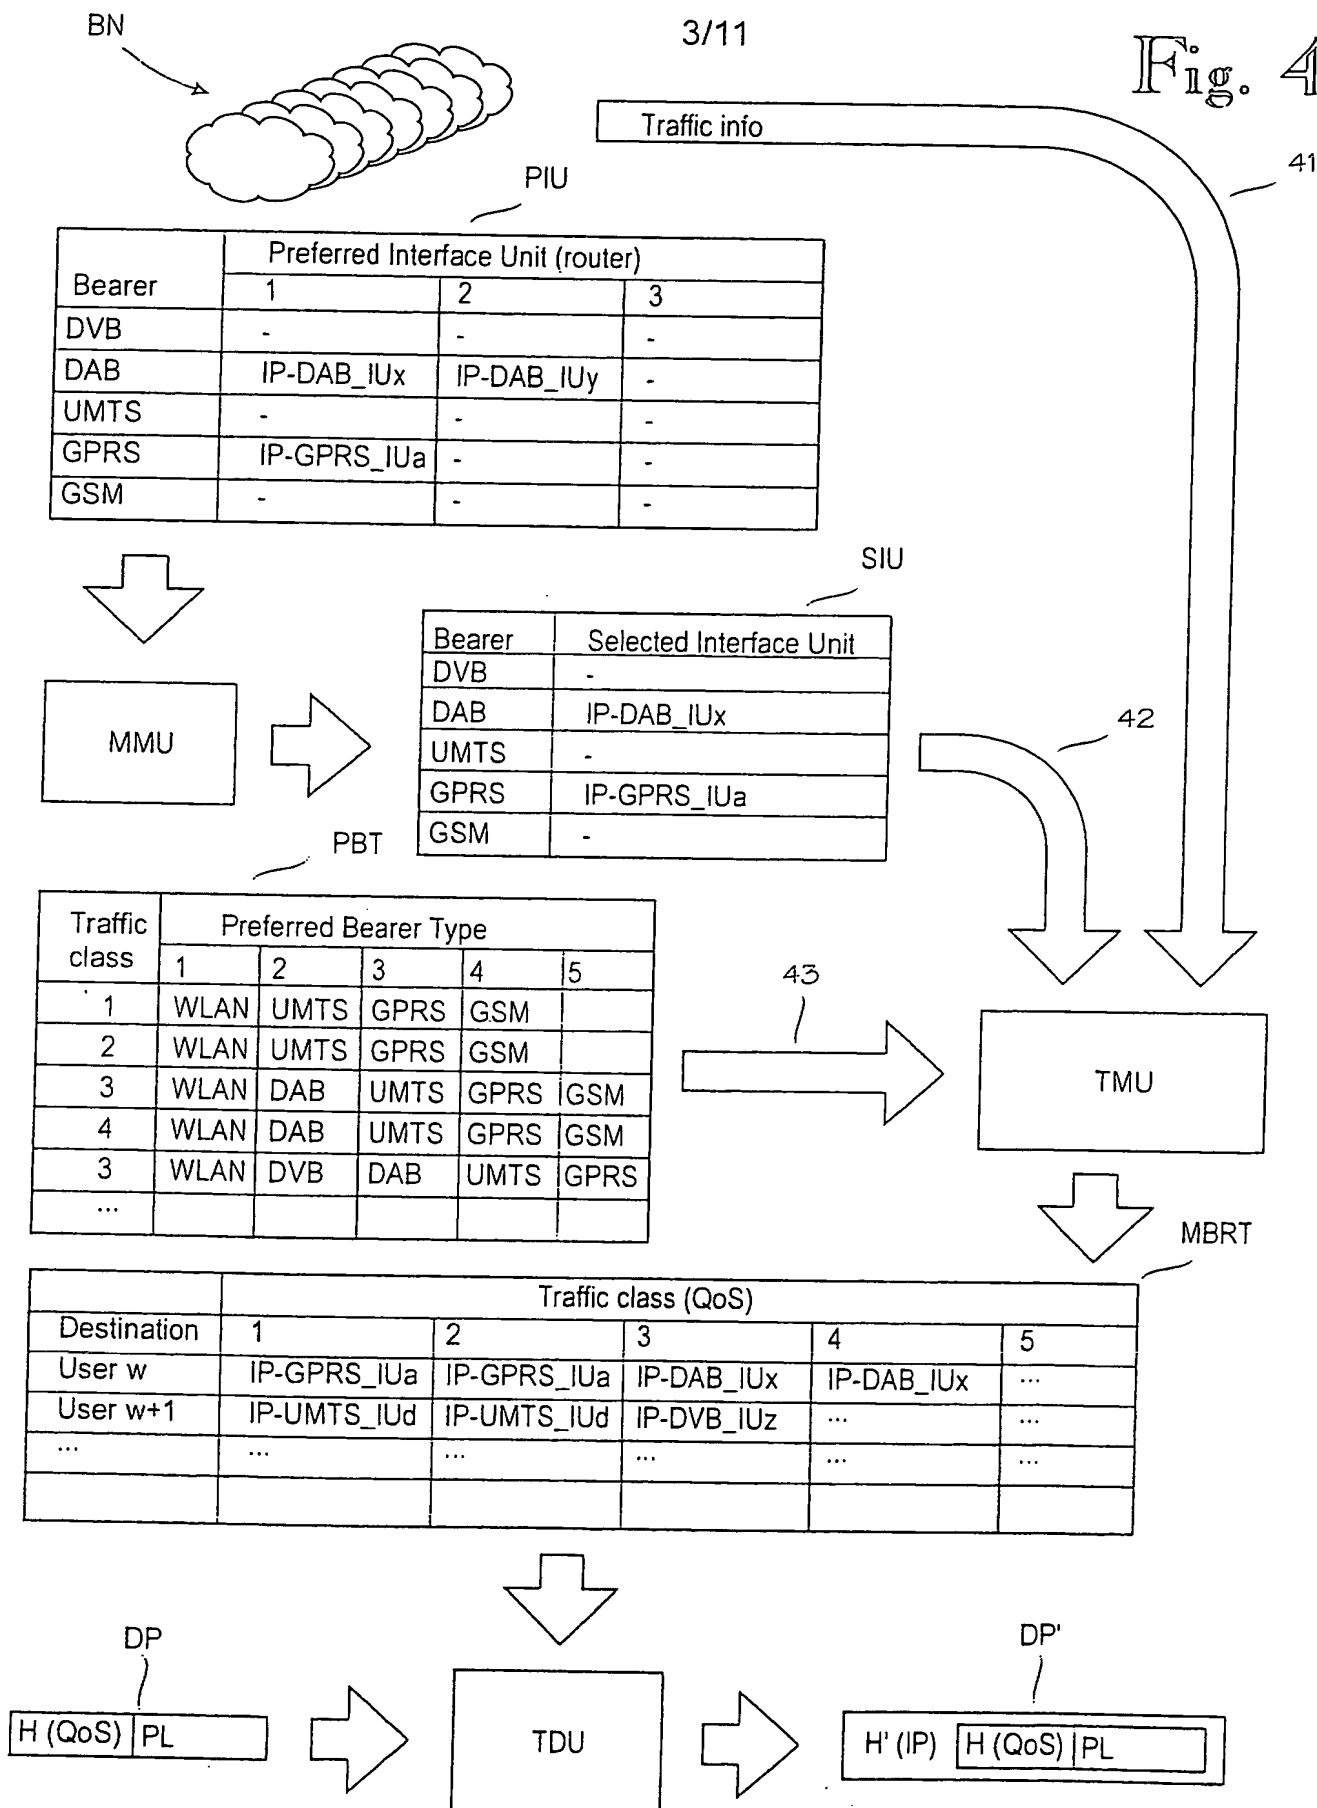 BN
3/11
Fig. 4
Traffic info
41
PIU
Preferred Interface Unit (router)
Bearer 1 2 3
DVB - - -
DAB IP-DAB_IUx IP-DAB_IUy -
UMTS - - -
GPRS IP-GPRS_IUa - -
GSM - - -
SIU
Bearer Selected Interface Unit
DVB -
DAB IP-DAB_IUx
UMTS -
GPRS IP-GPRS_IUa
GSM -
MMU
42
PBT
Traffic class Preferred Bearer Type
1 2 3 4 5
1 WLAN UMTS GPRS GSM
2 WLAN UMTS GPRS GSM
3 WLAN DAB UMTS GPRS GSM
4 WLAN DAB UMTS GPRS GSM
3 WLAN DVB DAB UMTS GPRS
...
43
TMU
MBRT
Traffic class (QoS)
Destination 1 2 3 4 5
User w IP-GPRS_IUa IP-GPRS_IUa IP-DAB_IUx IP-DAB_IUx ...
User w+1 IP-UMTS_IUd IP-UMTS_IUd IP-DVB_IUz ... ...
... ... ... ... ... ...
DP
DP'
H (QoS) PL
TDU
H' (IP) H (QoS) PL